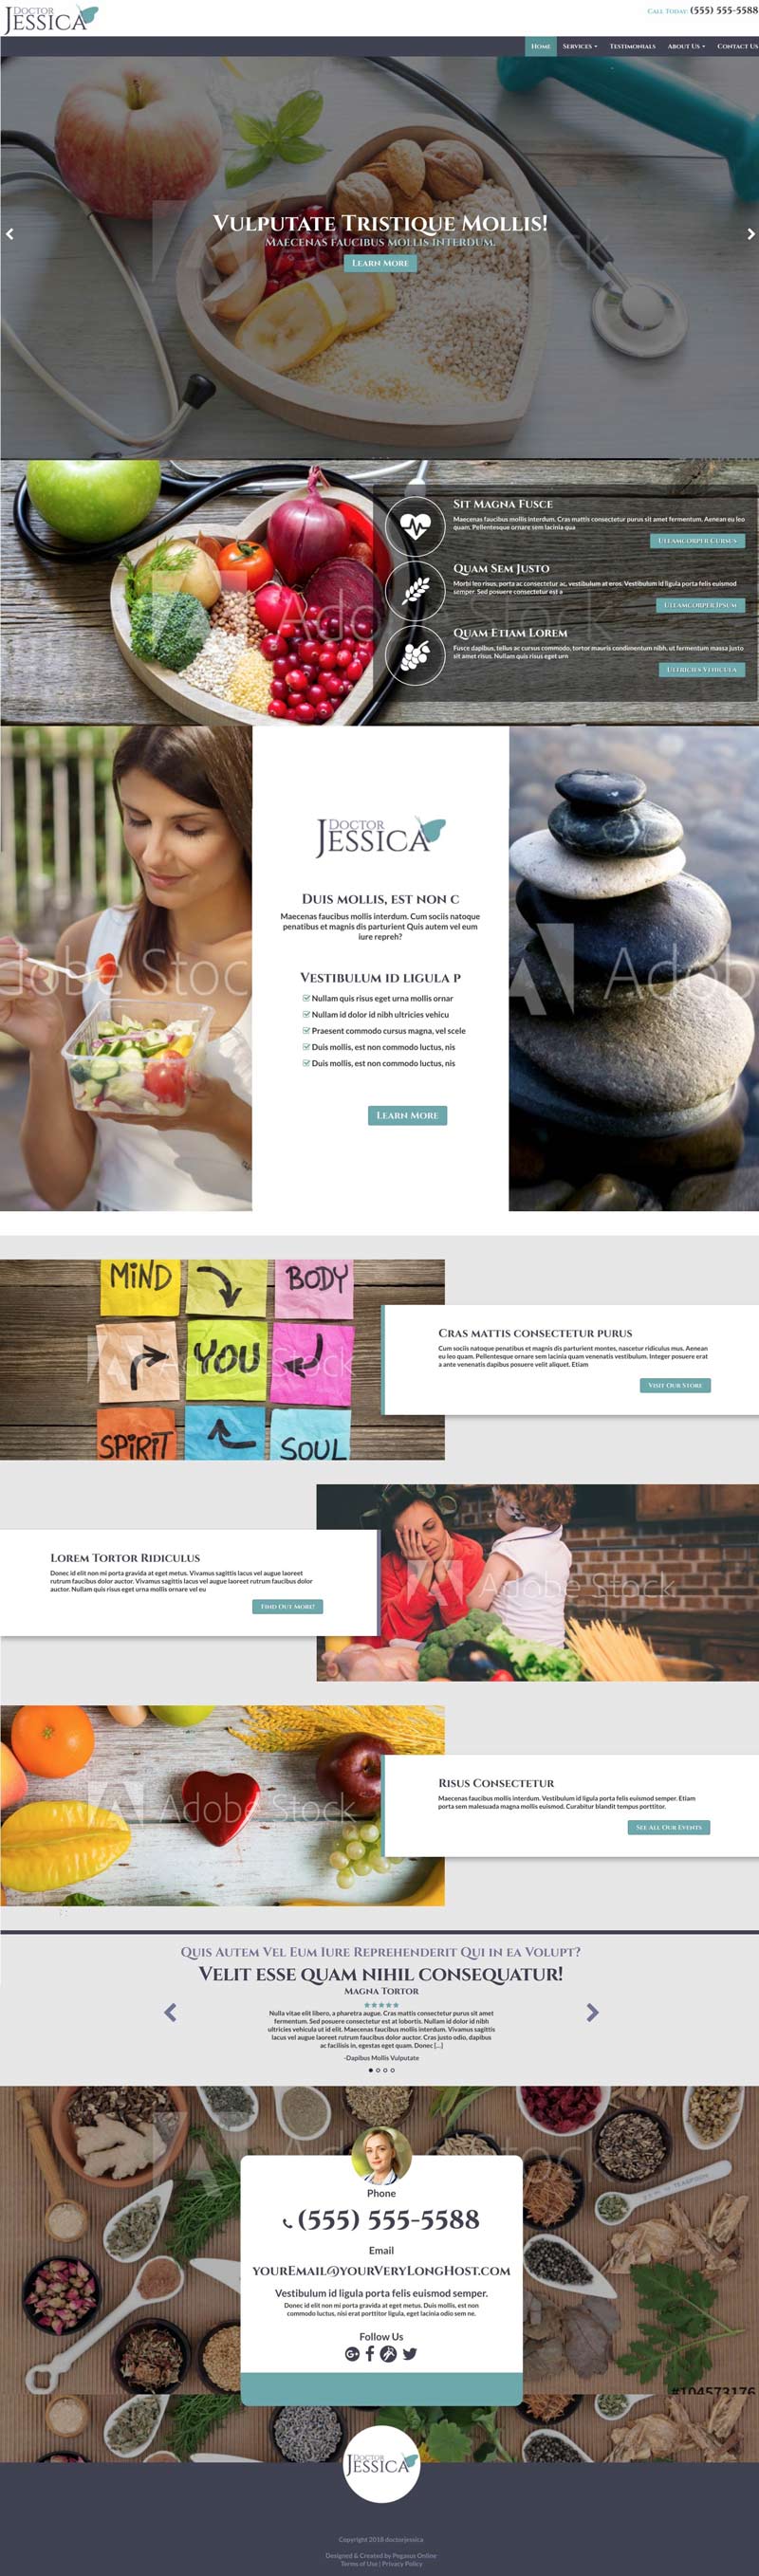 DOCTOR
JESSICA
CALL TODAY: (555) 555-5588
HOME SERVICES TESTIMONIALS ABOUT US CONTACT US
VULPUTATE TRISTIQUE MOLLIS!
MAECENAS FAUCIBUS MOLLIS INTERDUM.
LEARN MORE
SIT MAGNA FUSCE
Maecenas faucibus mollis interdum. Cras mattis consectetur purus sit amet fermentum. Aenean eu leo
quam. Pellentesque ornare sem lacinia qua
ULLAMCORPER CURSUS
QUAM SEM JUSTO
Morbi leo risus, porta ac consectetur ac, vestibulum at eros. Vestibulum id ligula porta felis euismod
semper. Sed posuere consectetur est a
ULLAMCORPER IPSUM
QUAM ETIAM LOREM
Fusce dapibus, tellus ac cursus commodo, tortor mauris condimentum nibh, ut fermentum massa justo
sit amet risus. Nullam quis risus eget urn
ULTRICIES VEHICULA
Adobe Stock
DOCTOR
JESSICA
DUIS MOLLIS, EST NON C
Maecenas faucibus mollis interdum. Cum sociis natoque
penatibus et magnis dis parturient Quis autem vel eum
iure repreh?
VESTIBULUM ID LIGULA P
Nullam quis risus eget urna mollis ornar
Nullam id dolor id nibh ultricies vehicu
Praesent commodo cursus magna, vel scele
Duis mollis, est non commodo luctus, nis
Duis mollis, est non commodo luctus, nis
LEARN MORE
MIND BODY
YOU
SPIRIT SOUL
Adobe Stock
CRAS MATTIS CONSECTETUR PURUS
Cum sociis natoque penatibus et magnis dis parturient montes, nascetur ridiculus mus. Aenean
eu leo quam. Pellentesque ornare sem lacinia quam venenatis vestibulum. Integer posuere erat
a ante venenatis dapibus posuere velit aliquet. Etiam
VISIT OUR STORE
LOREM TORTOR RIDICULUS
Donec id elit non mi porta gravida at eget metus. Vivamus sagittis lacus vel augue laoreet
rutrum faucibus dolor auctor. Vivamus sagittis lacus vel augue laoreet rutrum faucibus dolor
auctor. Nullam quis risus eget urna mollis ornare vel eu
FIND OUT MORE!
Adobe Stock
Adobe Stock
RISUS CONSECTETUR
Maecenas faucibus mollis interdum. Vestibulum id ligula porta felis euismod semper. Etiam
porta sem malesuada magna mollis euismod. Curabitur blandit tempus porttitor.
SEE ALL OUR EVENTS
QUIS AUTEM VEL EUM IURE REPREHENDERIT QUI IN EA VOLUPT?
VELIT ESSE QUAM NIHIL CONSEQUATUR!
MAGNA TORTOR
Nulla vitae elit libero, a pharetra augue. Cras mattis consectetur purus sit amet
fermentum. Sed posuere consectetur est at lobortis. Nullam id dolor id nibh
ultricies vehicula ut id elit. Maecenas faucibus mollis interdum. Vivamus sagittis
lacus vel augue laoreet rutrum faucibus dolor auctor. Cras justo odio, dapibus
ac facilisis in, egestas eget quam. Donec [...]
-Dapibus Mollis Vulputate
Phone
(555) 555-5588
Email
YOUREMAIL@YOURVERYLONGHOST.COM
Vestibulum id ligula porta felis euismod semper.
Donec id elit non mi porta gravida at eget metus. Duis mollis, est non
commodo luctus, nisi erat porttitor ligula, eget lacinia odio sem ne.
Follow Us
#104573176
DOCTOR
JESSICA
Copyright 2018 doctorjessica
Designed & Created by Pegasus Online
Terms of Use | Privacy Policy